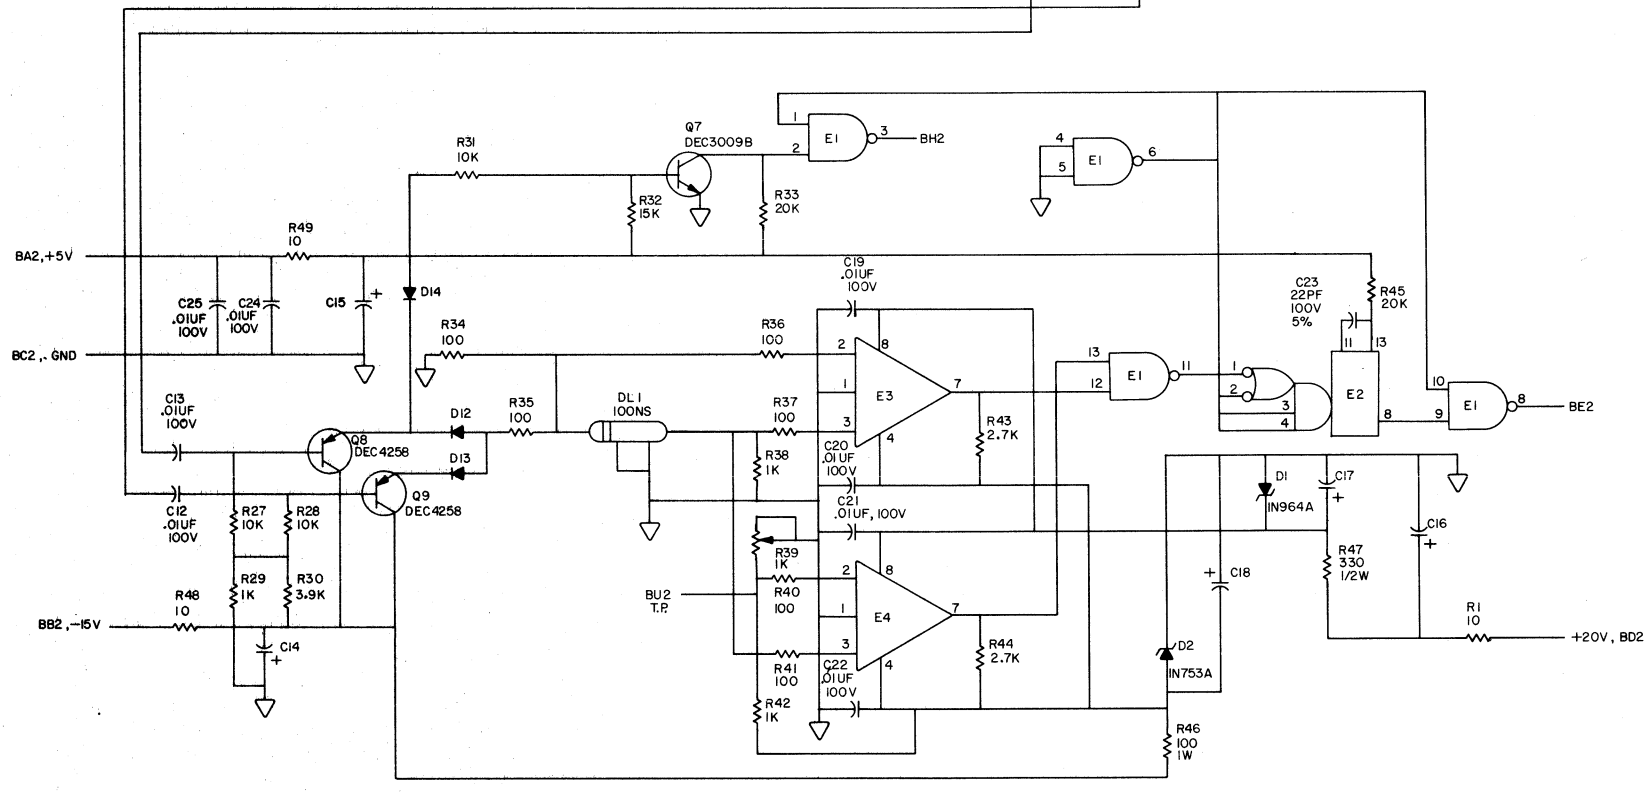 Q7
DEC3009B
R31
10K
1
2
E1
3
BH2
4
5
E1
6
R32
15K
R33
20K
R49
10
BA2,+5V
C25
.01UF
100V
C24
.01UF
100V
C15
+
D14
C19
.01UF
100V
C23
22PF
100V
5%
R45
20K
11
13
BC2,-GND
R34
100
R36
100
2
8
1
E3
7
3
4
13
12
E1
11
1
2
3
4
E2
8
10
9
E1
8
BE2
C13
.01UF
100V
Q8
DEC4258
D12
D13
R35
100
DL1
100NS
R37
100
R38
1K
R43
2.7K
C20
.01UF
100V
C21
.01UF,100V
Q9
DEC4258
C12
.01UF
100V
R27
10K
R28
10K
R29
1K
R30
3.9K
R48
10
BB2,-15V
C14
+
R39
1K
BU2
T.P.
R40
100
2
8
1
E4
7
3
4
R41
100
R42
1K
C22
.01UF
100V
R44
2.7K
D1
IN964A
C17
+
C16
+
R47
330
1/2W
+
C18
R1
10
+20V, BD2
D2
IN753A
R46
100
1W